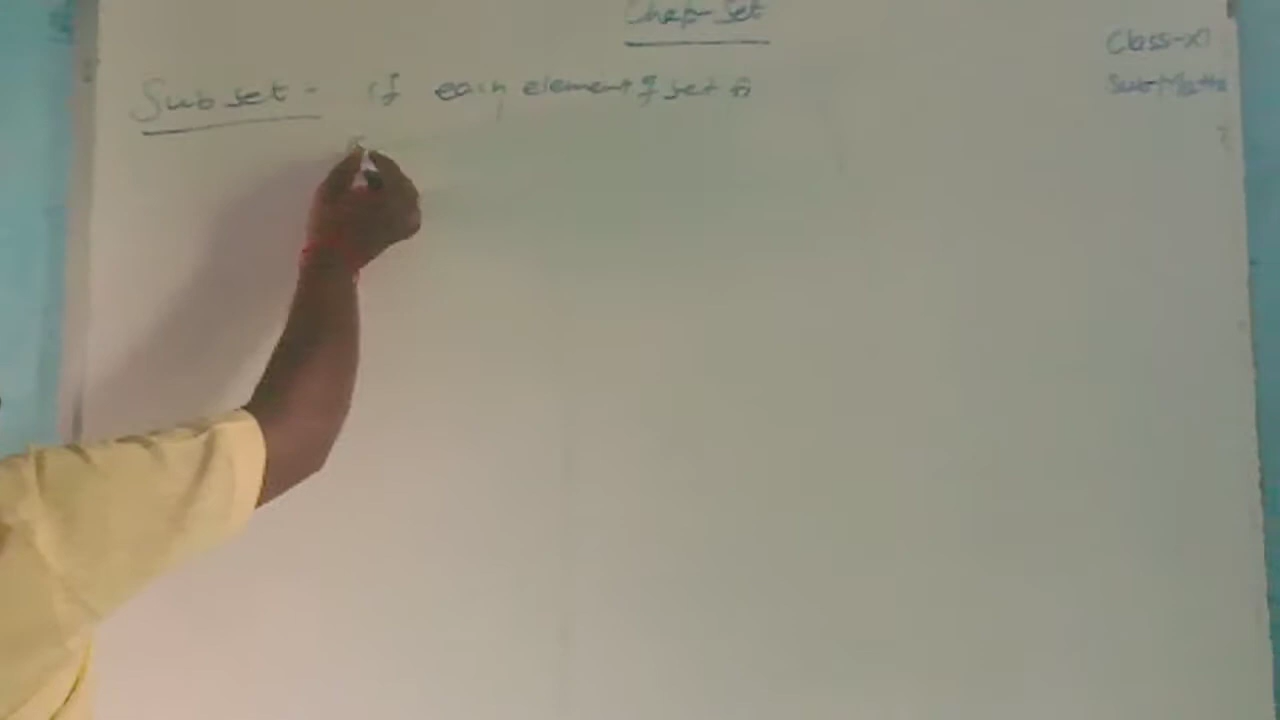 Chap-Set
Class-XI
Sub-Maths
Subset - if each element of set A